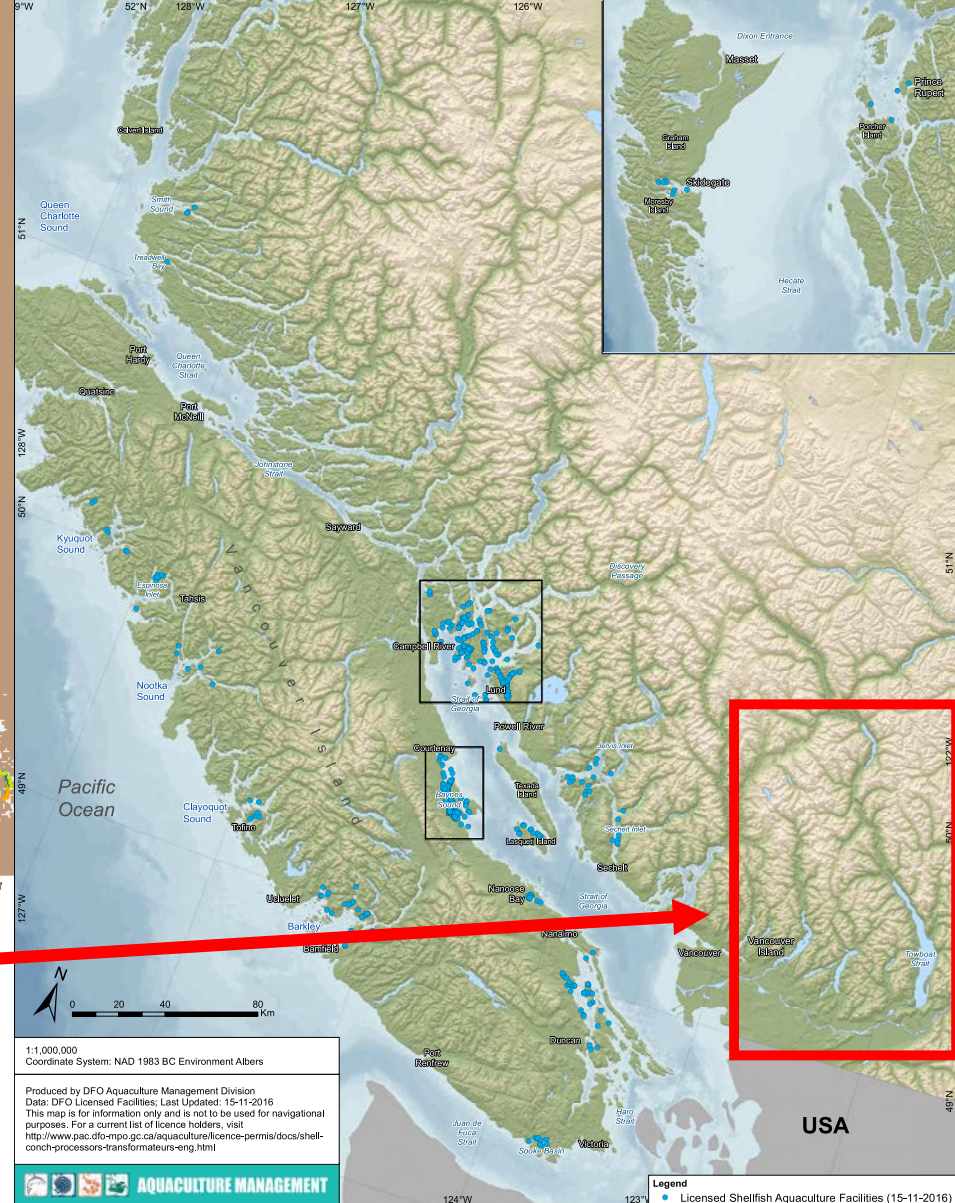 9°W
52°N
128°W
127°W
126°W
Dixon Entrance
Masset
Prince
Rupert
Porcher
Island
Graham
Island
Skidegate
Moresby
Island
Hecate
Strait
Calvert Island
Queen
Charlotte
Sound
Smith
Sound
51°N
Treadwell
Bay
Port
Hardy
Queen
Charlotte
Strait
Quatsino
Port
McNeill
128°W
Johnstone
Strait
50°N
Sayward
Kyuquot
Sound
Discovery
Passage
51°N
Espinosa
Inlet
Tahsis
Vancouver Island
Campbell River
Nootka
Sound
Lund
Strait of
Georgia
Powell River
Courtenay
Jervis Inlet
122°W
49°N
Pacific
Ocean
Baynes
Sound
Texada
Island
Clayoquot
Sound
Tofino
Lasqueti Island
Sechelt Inlet
50°N
Sechelt
127°W
Ucluelet
Nanoose
Bay
Strait of
Georgia
Barkley
Bamfield
Nanaimo
Vancouver
Vancouver
Island
Towboat
Strait
N
0 20 40 80
Km
Duncan
Port
Renfrew
49°N
1:1,000,000
Coordinate System: NAD 1983 BC Environment Albers
Produced by DFO Aquaculture Management Division
Data: DFO Licensed Facilities; Last Updated: 15-11-2016
This map is for information only and is not to be used for navigational
purposes. For a current list of licence holders, visit
http://www.pac.dfo-mpo.gc.ca/aquaculture/licence-permis/docs/shell-
conch-processors-transformateurs-eng.html
Juan de
Fuca
Strait
Haro
Strait
USA
Sooke Basin
Victoria
AQUACULTURE MANAGEMENT
124°W
123°
Legend
Licensed Shellfish Aquaculture Facilities (15-11-2016)